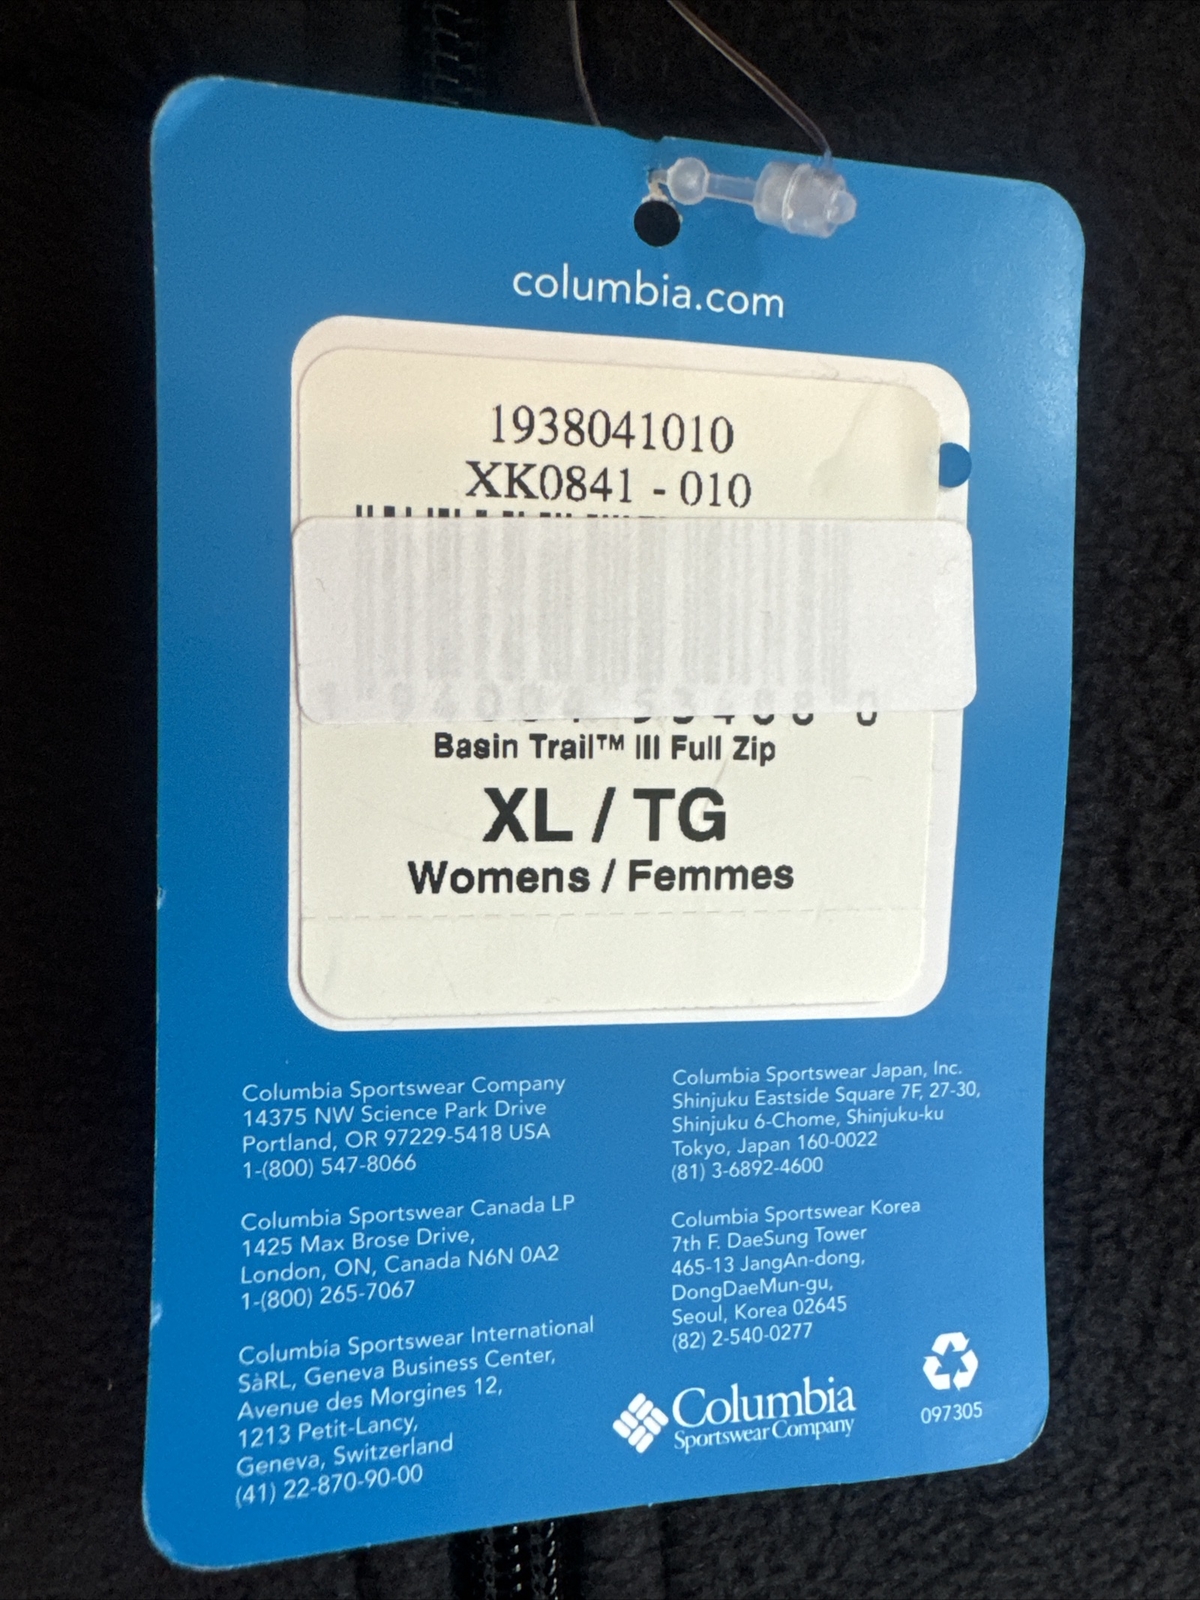 columbia.com
1938041010
XK0841 - 010
Basin Trail™ III Full Zip
XL / TG
Womens / Femmes
Columbia Sportswear Company
14375 NW Science Park Drive
Portland, OR 97229-5418 USA
1-(800) 547-8066
Columbia Sportswear Canada LP
1425 Max Brose Drive,
London, ON, Canada N6N 0A2
1-(800) 265-7067
Columbia Sportswear International
SàRL, Geneva Business Center,
Avenue des Morgines 12,
1213 Petit-Lancy,
Geneva, Switzerland
(41) 22-870-90-00
Columbia Sportswear Japan, Inc.
Shinjuku Eastside Square 7F, 27-30,
Shinjuku 6-Chome, Shinjuku-ku
Tokyo, Japan 160-0022
(81) 3-6892-4600
Columbia Sportswear Korea
7th F. DaeSung Tower
465-13 JangAn-dong,
DongDaeMun-gu,
Seoul, Korea 02645
(82) 2-540-0277
Columbia
Sportswear Company
097305